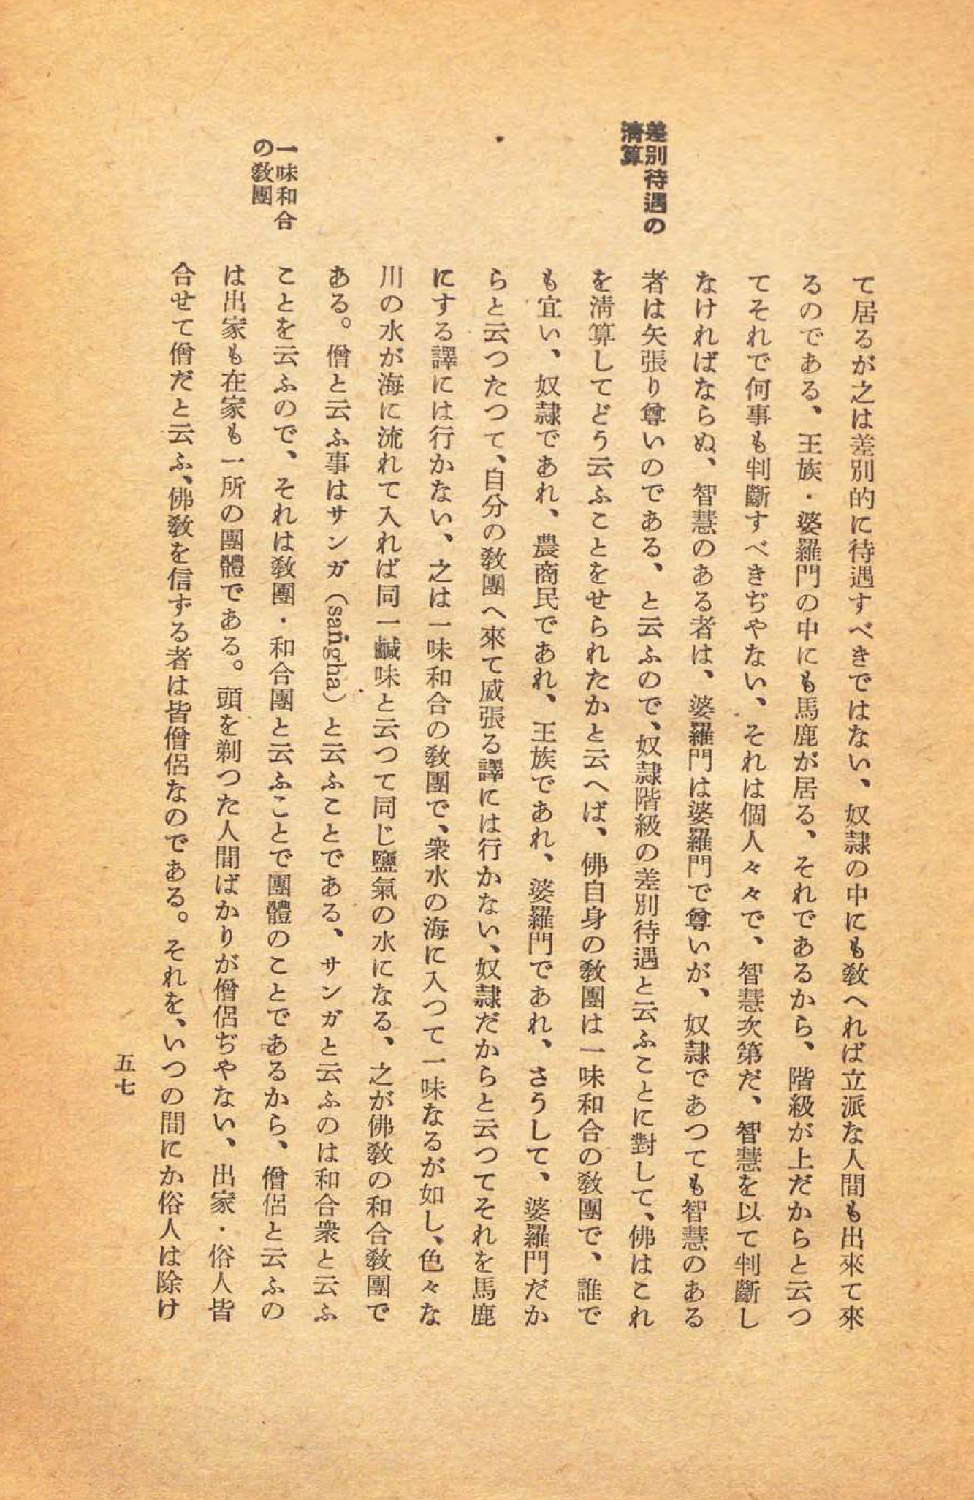 て居るが之は差別的に待遇すべきではない、奴隷の中にも敎へれば立派な人間も出來て來
るのである、王族・婆羅門の中にも馬鹿が居る、それであるから、階級が上だからと云つ
てそれで何事も判斷すべきぢやない、それは個人々々で、智慧次第だ、智慧を以て判斷し
なければならぬ、智慧のある者は、婆羅門は婆羅門で尊いが、奴隷であつても智慧のある
差別待遇の
淸算
者は矢張り尊いのである、と云ふので、奴隷階級の差別待遇と云ふことに對して、佛はこれ
を淸算してどう云ふことをせられたかと云へば、佛自身の敎團は一味和合の敎團で、誰で
も宜い、奴隷であれ、農商民であれ、王族であれ、婆羅門であれ、さうして、婆羅門だか
らと云つたつて、自分の敎團へ來て威張る譯には行かない、奴隷だからと云つてそれを馬鹿
にする譯には行かない、之は一味和合の敎團で、衆水の海に入つて一味なるが如し、色々な
川の水が海に流れて入れば同一鹹味と云つて同じ鹽氣の水になる、之が佛敎の和合敎團で
ある。僧と云ふ事はサンガ（saṅgha）と云ふことである、サンガと云ふのは和合衆と云ふ
一味和合
の敎團
ことを云ふので、それは敎團・和合團と云ふことで團體のことであるから、僧侶と云ふの
は出家も在家も一所の團體である。頭を剃つた人間ばかりが僧侶ぢやない、出家・俗人皆
合せて僧だと云ふ、佛敎を信ずる者は皆僧侶なのである。それを、いつの間にか俗人は除け
五七